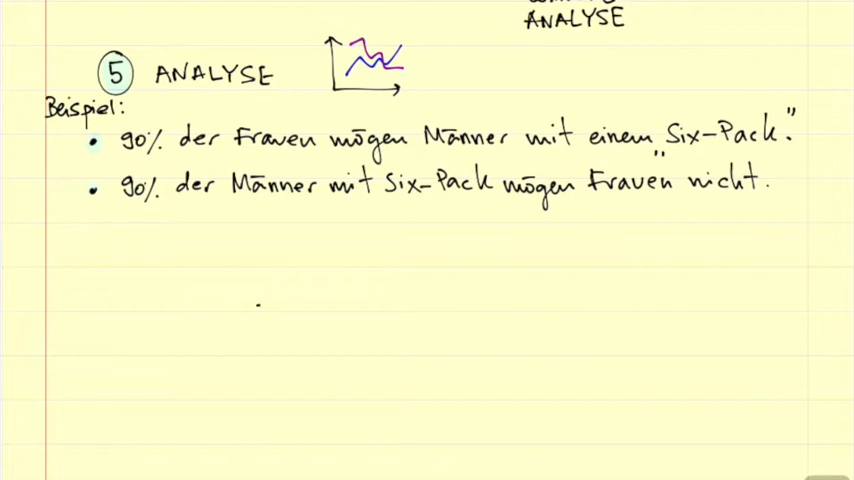 ANALYSE
5 ANALYSE
Beispiel:
• 90% der Frauen mögen Männer mit einem „Six-Pack."
• 90% der Männer mit Six-Pack mögen Frauen nicht.